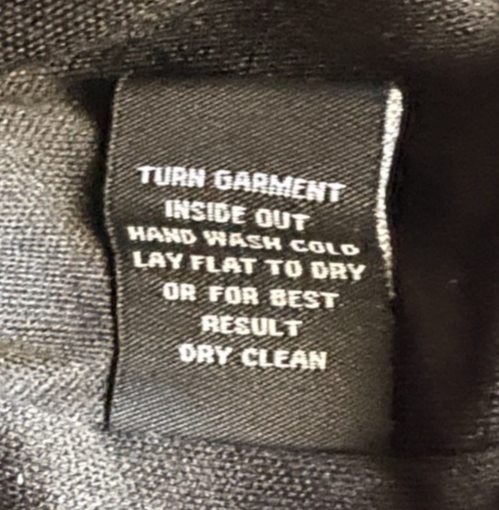 TURN GARMENT
INSIDE OUT
HAND WASH COLD
LAY FLAT TO DRY
OR FOR BEST
RESULT
DRY CLEAN